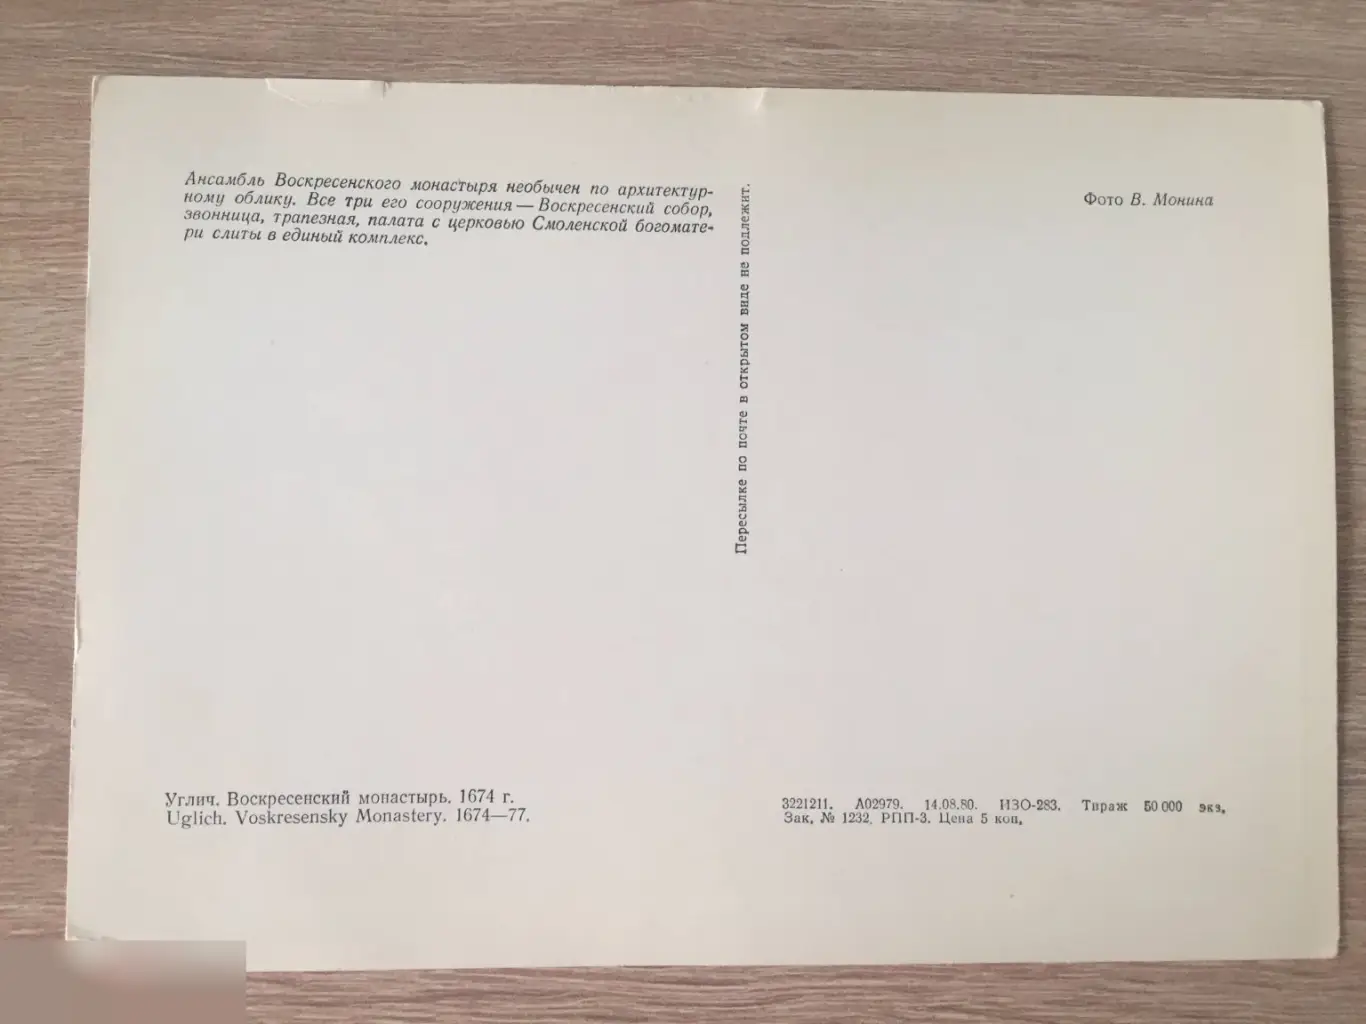 Ансамбль Воскресенского монастыря необычен по архитектур-
ному облику. Все три его сооружения — Воскресенский собор,
звонница, трапезная, палата с церковью Смоленской богомате-
ри слиты в единый комплекс.
Пересылке по почте в открытом виде не подлежит.
Фото В. Монина
Углич. Воскресенский монастырь. 1674 г.
Uglich. Voskresensky Monastery. 1674—77.
3221211. Л02979. 14.08.80. ИЗО-283. Тираж 50 000 экз.
Зак. № 1232. РПП-3. Цена 5 коп.